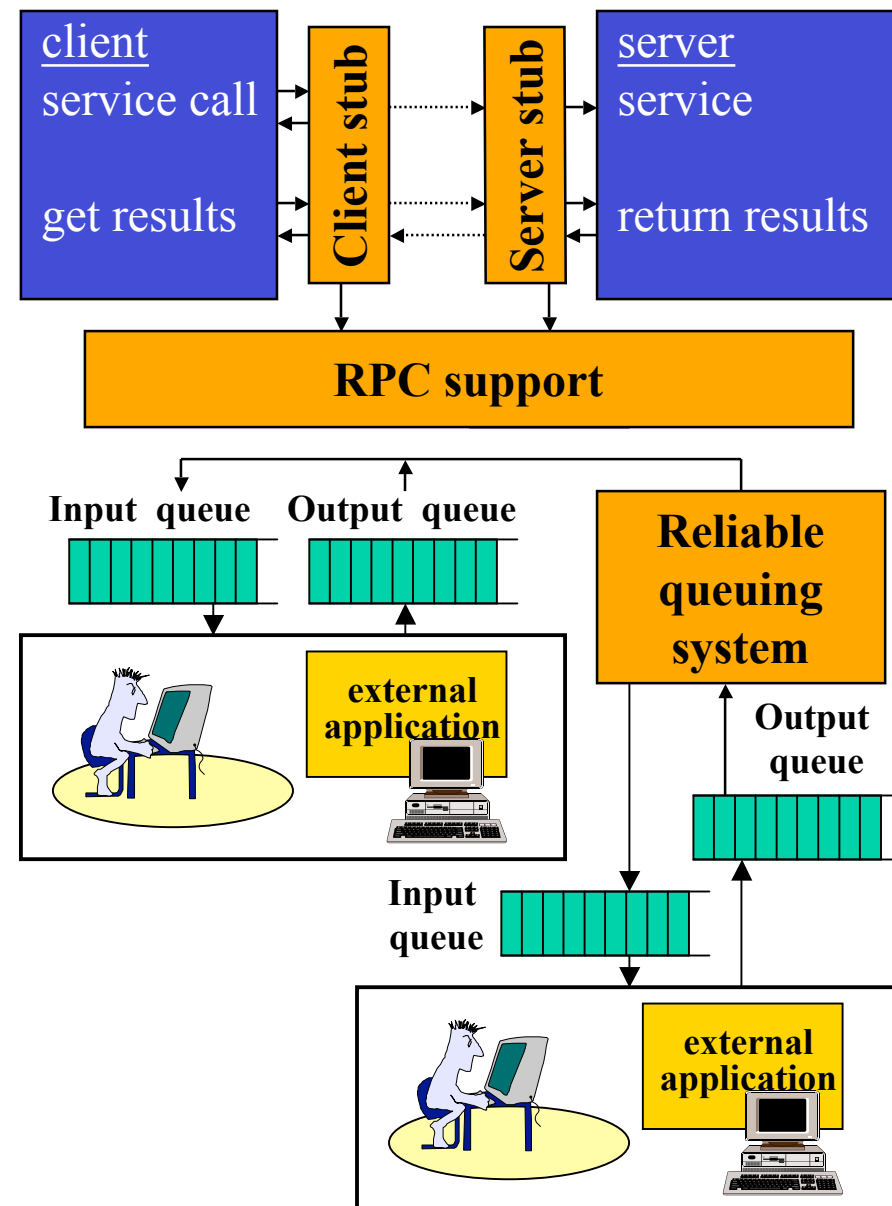 client
service call
get results
Client stub
Server stub
server
service
return results
RPC support
Input queue
Output queue
Reliable
queuing
system
external
application
Output
queue
Input
queue
external
application